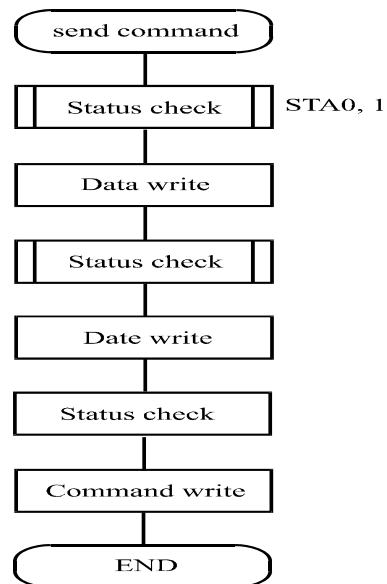 send command
Status check
STA0, 1
Data write
Status check
Date write
Status check
Command write
END